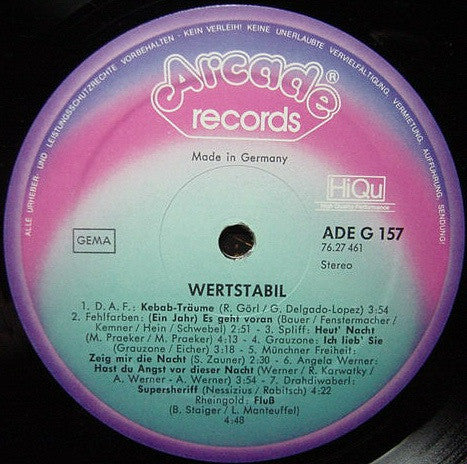 ALLE URHEBER- UND LEISTUNGSSCHUTZRECHTE VORBEHALTEN - KEIN VERLEIH! KEINE UNERLAUBTE VERVIELFÄLTIGUNG, VERMIETUNG, AUFFÜHRUNG, SENDUNG!
Arcade®
records
Made in Germany
HiQu
High Quality Performance
GEMA
ADE G 157
76.27 461
Stereo
WERTSTABIL
1. D. A. F.: Kebab-Träume (R. Görl / G. Delgado-Lopez) 3:54
2. Fehlfarben: (Ein Jahr) Es geht voran (Bauer / Fenstermacher /
Kemner / Hein / Schwebel) 2:51 - 3. Spliff: Heut' Nacht
(M. Praeker / M. Praeker) 4:13 - 4. Grauzone: Ich lieb' Sie
(Grauzone / Eicher) 3:18 - 5. Münchner Freiheit:
Zeig mir die Nacht (S. Zauner) 2:30 - 6. Angela Werner:
Hast du Angst vor dieser Nacht (Werner / R. Karwatky /
A. Werner - A. Werner) 3:54 - 7. Drahdiwaberl:
Supersheriff (Nessizius / Rabitsch) 4:22
Rheingold: Fluß
(B. Staiger / L. Manteuffel)
4:48